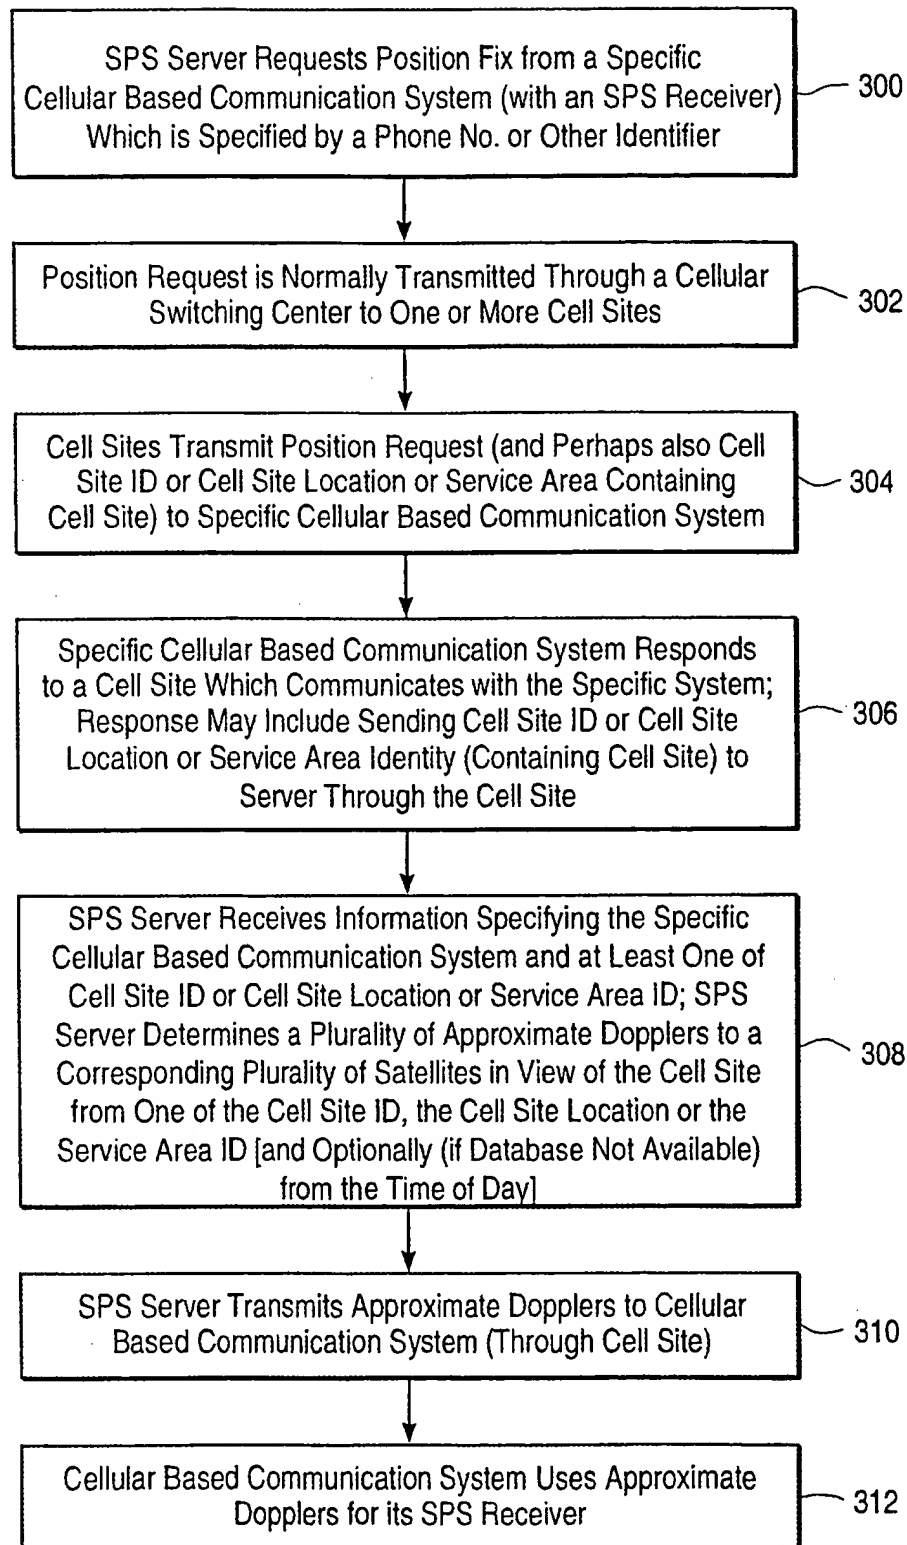 SPS Server Requests Position Fix from a Specific
Cellular Based Communication System (with an SPS Receiver)
Which is Specified by a Phone No. or Other Identifier
300
Position Request is Normally Transmitted Through a Cellular
Switching Center to One or More Cell Sites
302
Cell Sites Transmit Position Request (and Perhaps also Cell
Site ID or Cell Site Location or Service Area Containing
Cell Site) to Specific Cellular Based Communication System
304
Specific Cellular Based Communication System Responds
to a Cell Site Which Communicates with the Specific System;
Response May Include Sending Cell Site ID or Cell Site
Location or Service Area Identity (Containing Cell Site) to
Server Through the Cell Site
306
SPS Server Receives Information Specifying the Specific
Cellular Based Communication System and at Least One of
Cell Site ID or Cell Site Location or Service Area ID; SPS
Server Determines a Plurality of Approximate Dopplers to a
Corresponding Plurality of Satellites in View of the Cell Site
from One of the Cell Site ID, the Cell Site Location or the
Service Area ID [and Optionally (if Database Not Available)
from the Time of Day]
308
SPS Server Transmits Approximate Dopplers to Cellular
Based Communication System (Through Cell Site)
310
Cellular Based Communication System Uses Approximate
Dopplers for its SPS Receiver
312